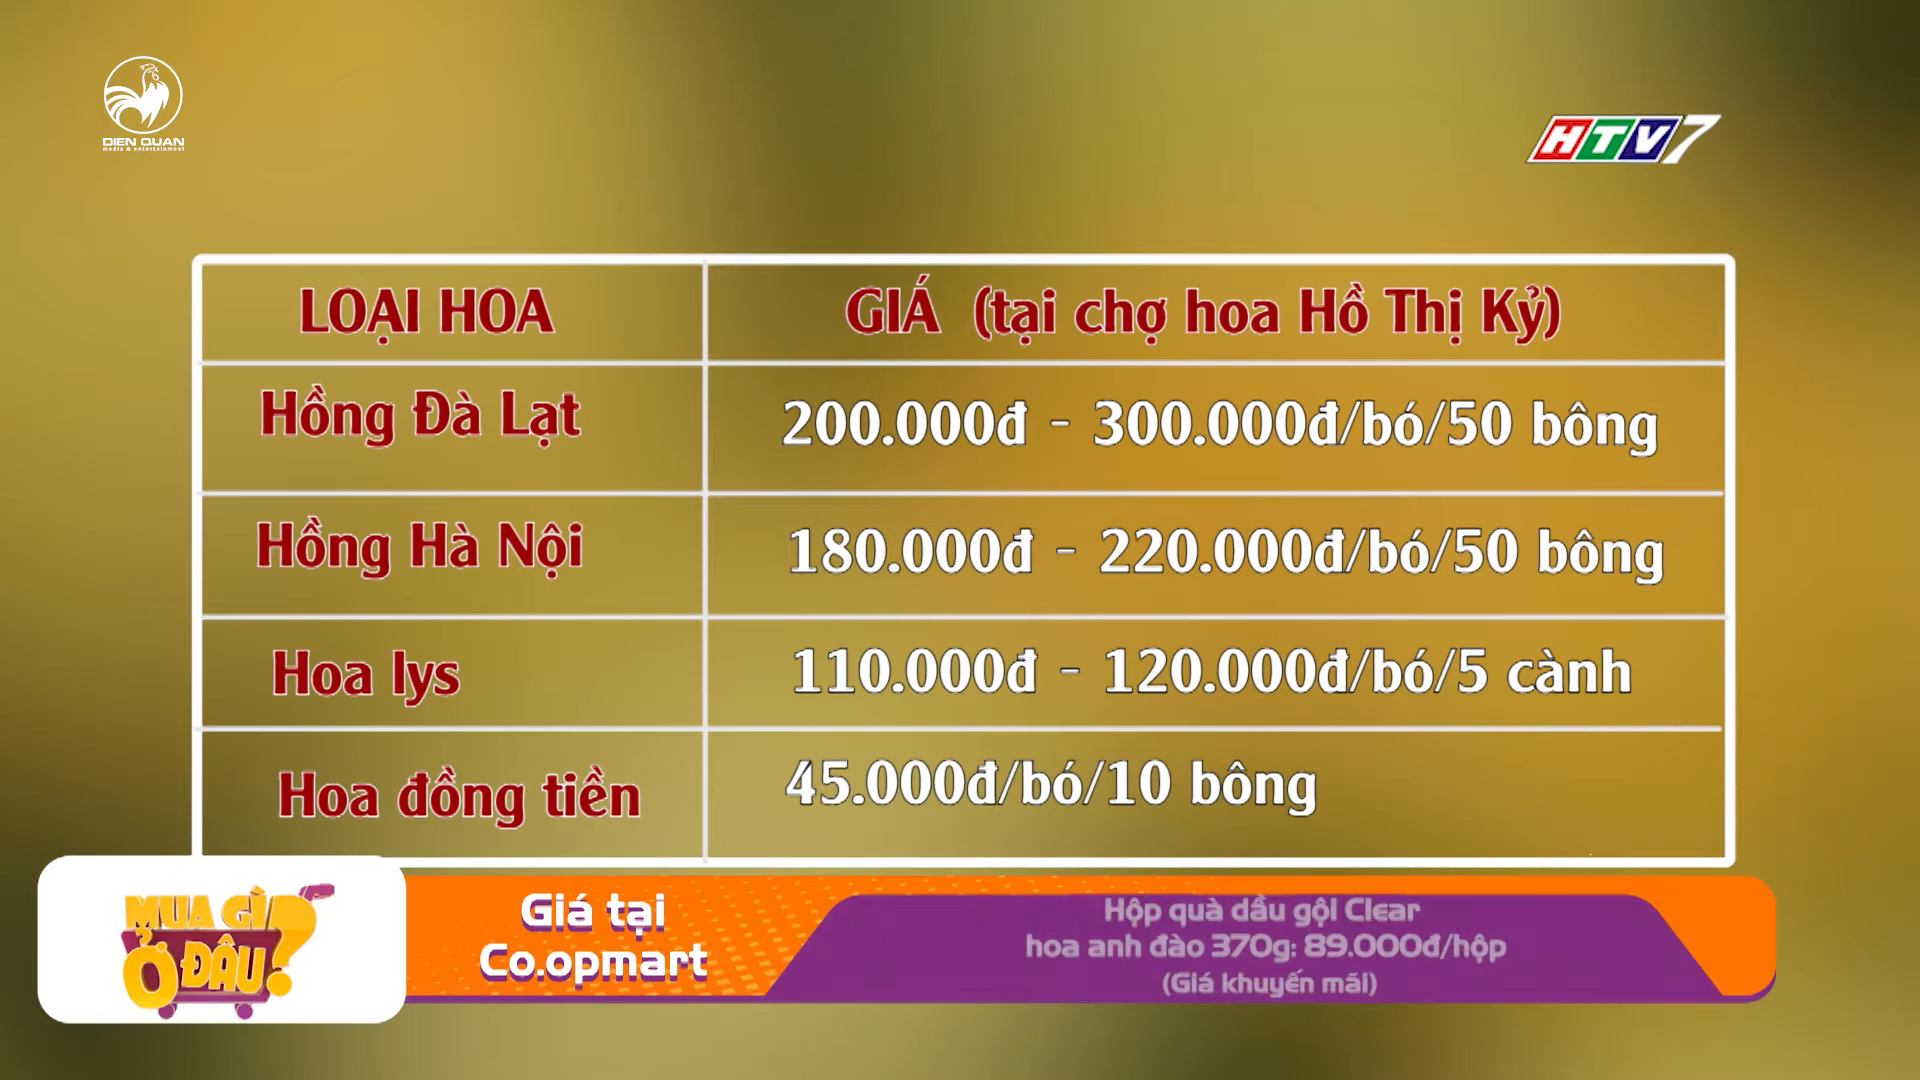 DIEN QUAN
media & entertainment
HTV7
LOẠI HOA
GIÁ (tại chợ hoa Hồ Thị Kỷ)
Hồng Đà Lạt
200.000đ - 300.000đ/bó/50 bông
Hồng Hà Nội
180.000đ - 220.000đ/bó/50 bông
Hoa lys
110.000đ - 120.000đ/bó/5 cành
Hoa đồng tiền
45.000đ/bó/10 bông
MUA GÌ
Ở ĐÂU?
Giá tại
Co.opmart
Hộp quà dầu gội Clear
hoa anh đào 370g: 89.000đ/hộp
(Giá khuyến mãi)